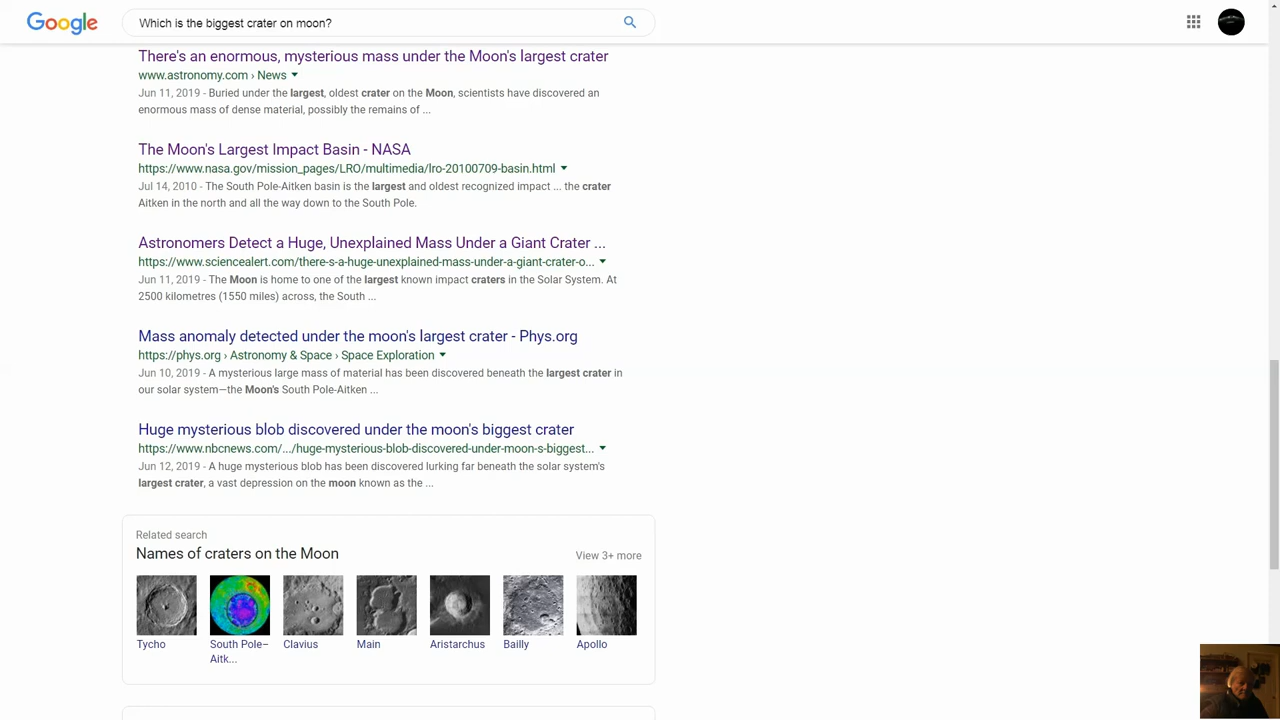 Google
Which is the biggest crater on moon?
There's an enormous, mysterious mass under the Moon's largest crater
www.astronomy.com › News
Jun 11, 2019 - Buried under the largest, oldest crater on the Moon, scientists have discovered an
enormous mass of dense material, possibly the remains of ...
The Moon's Largest Impact Basin - NASA
https://www.nasa.gov/mission_pages/LRO/multimedia/lro-20100709-basin.html
Jul 14, 2010 - The South Pole-Aitken basin is the largest and oldest recognized impact ... the crater
Aitken in the north and all the way down to the South Pole.
Astronomers Detect a Huge, Unexplained Mass Under a Giant Crater ...
https://www.sciencealert.com/there-s-a-huge-unexplained-mass-under-a-giant-crater-o...
Jun 11, 2019 - The Moon is home to one of the largest known impact craters in the Solar System. At
2500 kilometres (1550 miles) across, the South ...
Mass anomaly detected under the moon's largest crater - Phys.org
https://phys.org › Astronomy & Space › Space Exploration
Jun 10, 2019 - A mysterious large mass of material has been discovered beneath the largest crater in
our solar system—the Moon's South Pole-Aitken ...
Huge mysterious blob discovered under the moon's biggest crater
https://www.nbcnews.com/.../huge-mysterious-blob-discovered-under-moon-s-biggest...
Jun 12, 2019 - A huge mysterious blob has been discovered lurking far beneath the solar system's
largest crater, a vast depression on the moon known as the ...
Related search
Names of craters on the Moon
View 3+ more
Tycho
South Pole–
Aitk...
Clavius
Main
Aristarchus
Bailly
Apollo